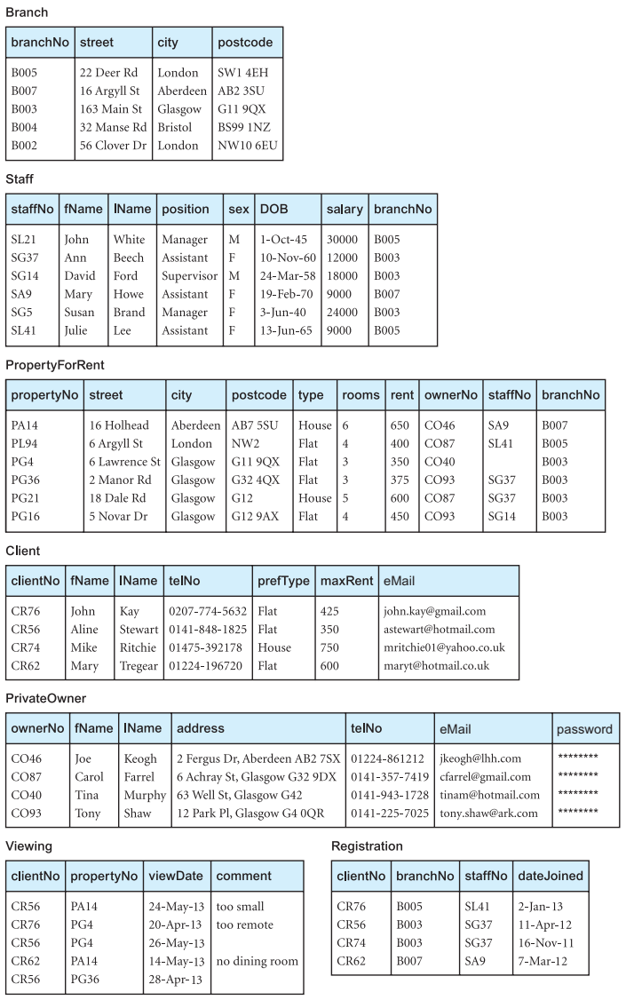 Branch
branchNo street city postcode
B005 22 Deer Rd London SW1 4EH
B007 16 Argyll St Aberdeen AB2 3SU
B003 163 Main St Glasgow G11 9QX
B004 32 Manse Rd Bristol BS99 1NZ
B002 56 Clover Dr London NW10 6EU
Staff
staffNo fName lName position sex DOB salary branchNo
SL21 John White Manager M 1-Oct-45 30000 B005
SG37 Ann Beech Assistant F 10-Nov-60 12000 B003
SG14 David Ford Supervisor M 24-Mar-58 18000 B003
SA9 Mary Howe Assistant F 19-Feb-70 9000 B007
SG5 Susan Brand Manager F 3-Jun-40 24000 B003
SL41 Julie Lee Assistant F 13-Jun-65 9000 B005
PropertyForRent
propertyNo street city postcode type rooms rent ownerNo staffNo branchNo
PA14 16 Holhead Aberdeen AB7 5SU House 6 650 CO46 SA9 B007
PL94 6 Argyll St London NW2 Flat 4 400 CO87 SL41 B005
PG4 6 Lawrence St Glasgow G11 9QX Flat 3 350 CO40 B003
PG36 2 Manor Rd Glasgow G32 4QX Flat 3 375 CO93 SG37 B003
PG21 18 Dale Rd Glasgow G12 House 5 600 CO87 SG37 B003
PG16 5 Novar Dr Glasgow G12 9AX Flat 4 450 CO93 SG14 B003
Client
clientNo fName lName telNo prefType maxRent eMail
CR76 John Kay 0207-774-5632 Flat 425 john.kay@gmail.com
CR56 Aline Stewart 0141-848-1825 Flat 350 astewart@hotmail.com
CR74 Mike Ritchie 01475-392178 House 750 mritchie01@yahoo.co.uk
CR62 Mary Tregear 01224-196720 Flat 600 maryt@hotmail.co.uk
PrivateOwner
ownerNo fName lName address telNo eMail password
CO46 Joe Keogh 2 Fergus Dr, Aberdeen AB2 7SX 01224-861212 jkeogh@lhh.com ********
CO87 Carol Farrel 6 Achray St, Glasgow G32 9DX 0141-357-7419 cfarrel@gmail.com ********
CO40 Tina Murphy 63 Well St, Glasgow G42 0141-943-1728 tinam@hotmail.com ********
CO93 Tony Shaw 12 Park Pl, Glasgow G4 0QR 0141-225-7025 tony.shaw@ark.com ********
Viewing
clientNo propertyNo viewDate comment
CR56 PA14 24-May-13 too small
CR76 PG4 20-Apr-13 too remote
CR56 PG4 26-May-13
CR62 PA14 14-May-13 no dining room
CR56 PG36 28-Apr-13
Registration
clientNo branchNo staffNo dateJoined
CR76 B005 SL41 2-Jan-13
CR56 B003 SG37 11-Apr-12
CR74 B003 SG37 16-Nov-11
CR62 B007 SA9 7-Mar-12